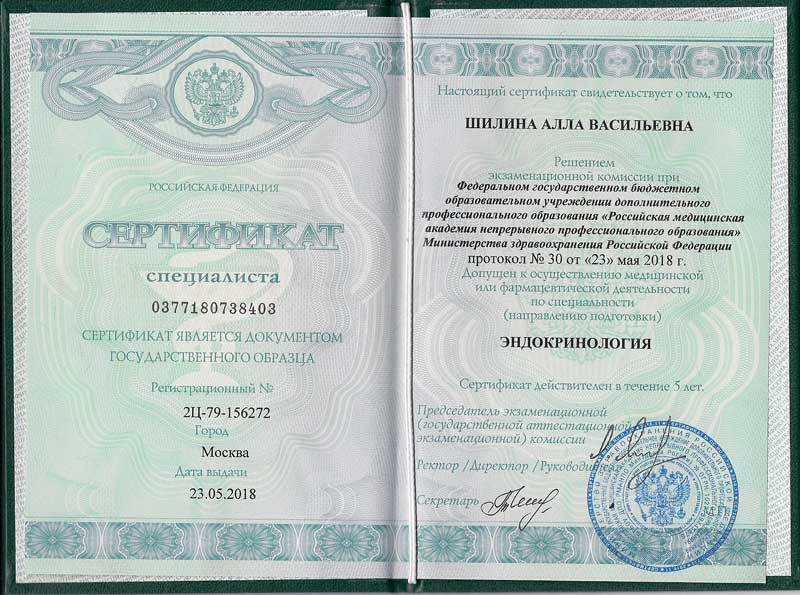 РОССИЙСКАЯ ФЕДЕРАЦИЯ
СЕРТИФИКАТ
специалиста
0377180738403
СЕРТИФИКАТ ЯВЛЯЕТСЯ ДОКУМЕНТОМ
ГОСУДАРСТВЕННОГО ОБРАЗЦА
Регистрационный №
2Ц-79-156272
Город
Москва
Дата выдачи
23.05.2018
Настоящий сертификат свидетельствует о том, что
ШИЛИНА АЛЛА ВАСИЛЬЕВНА
Решением
экзаменационной комиссии при
Федеральном государственном бюджетном
образовательном учреждении дополнительного
профессионального образования «Российская медицинская
академия непрерывного профессионального образования»
Министерства здравоохранения Российской Федерации
протокол № 30 от «23» мая 2018 г.
Допущен к осуществлению медицинской
или фармацевтической деятельности
по специальности
(направлению подготовки)
ЭНДОКРИНОЛОГИЯ
Сертификат действителен в течение 5 лет.
Председатель экзаменационной
(государственной аттестационной
экзаменационной) комиссии
Ректор /Директор /Руководитель
Секретарь
М.П.